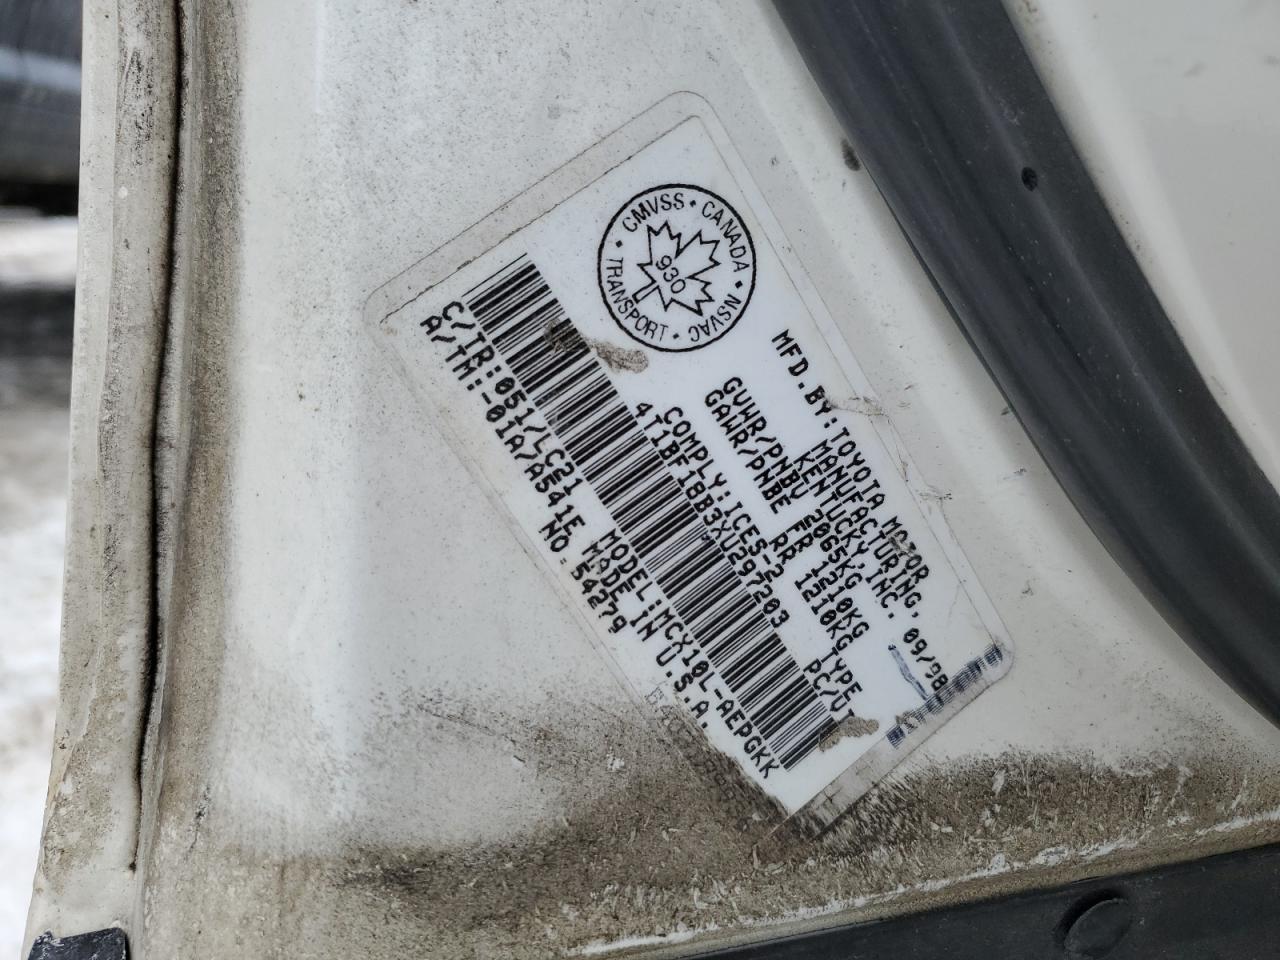 CMVSS • CANADA • NSVAC • TRANSPORT •
930
MFD. BY: TOYOTA MOTOR
MANUFACTURING,
KENTUCKY, INC. 09/98
GVWR/PNBV 2065KG
GAWR/PNBE FR 1210KG TYPE
RR 1210KG PC/VT
COMPLY: ICES-2
4T1BF18B3XU297203
C/TR: 051/LC21 MODEL: MCX10L-AEPGKK
A/TM: -01A/A541E MADE IN U.S.A.
NO. 54279